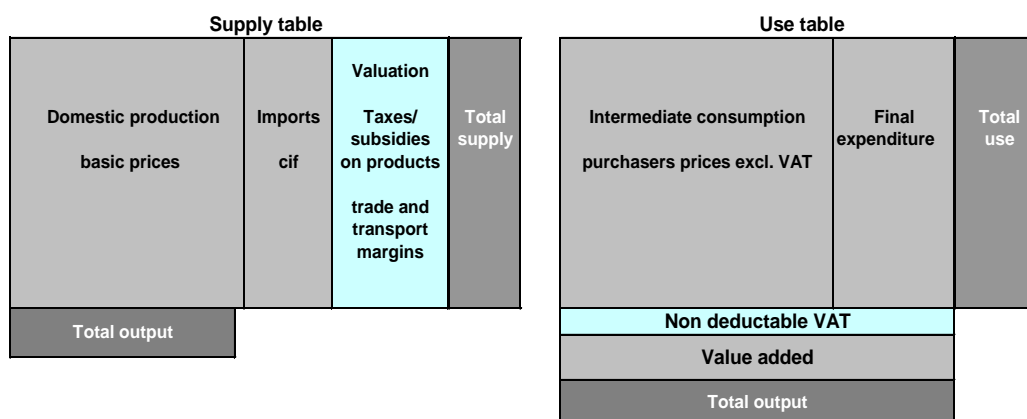 Supply table
Domestic production
basic prices
Imports
cif
Valuation
Taxes/
subsidies
on products
trade and
transport
margins
Total
supply
Total output
Use table
Intermediate consumption
purchasers prices excl. VAT
Final
expenditure
Total
use
Non deductable VAT
Value added
Total output